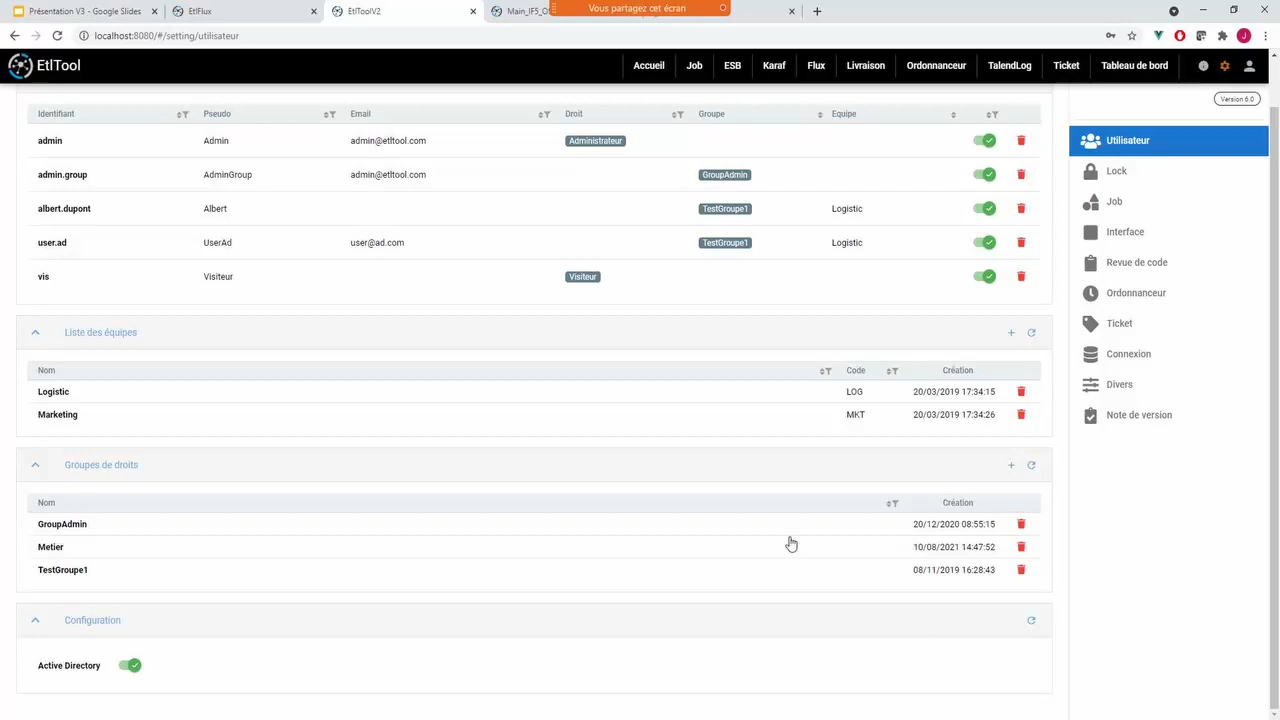 Présentation V3 - Google Slides
EtlFlux
EtlToolV2
Main_IF5_O
Vous partagez cet écran
localhost:8080/#/setting/utilisateur
J
EtlTool
Accueil
Job
ESB
Karaf
Flux
Livraison
Ordonnanceur
TalendLog
Ticket
Tableau de bord
Version 6.0
Identifiant Pseudo Email Droit Groupe Equipe
admin Admin admin@etltool.com Administrateur
admin.group AdminGroup admin@etltool.com GroupAdmin
albert.dupont Albert TestGroupe1 Logistic
user.ad UserAd user@ad.com TestGroupe1 Logistic
vis Visiteur Visiteur
Liste des équipes
Nom Code Création
Logistic LOG 20/03/2019 17:34:15
Marketing MKT 20/03/2019 17:34:26
Groupes de droits
Nom Création
GroupAdmin 20/12/2020 08:55:15
Metier 10/08/2021 14:47:52
TestGroupe1 08/11/2019 16:28:43
Configuration
Active Directory
Utilisateur
Lock
Job
Interface
Revue de code
Ordonnanceur
Ticket
Connexion
Divers
Note de version